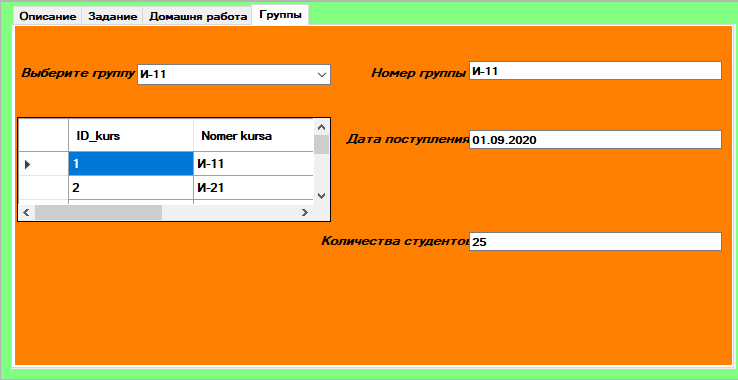 Описание Задание Домашня работа Группы
Выберите группу И-11 Номер группы И-11
ID_kurs Nomer kursa
Дата поступления 01.09.2020
1 И-11
2 И-21
Количества студентов 25